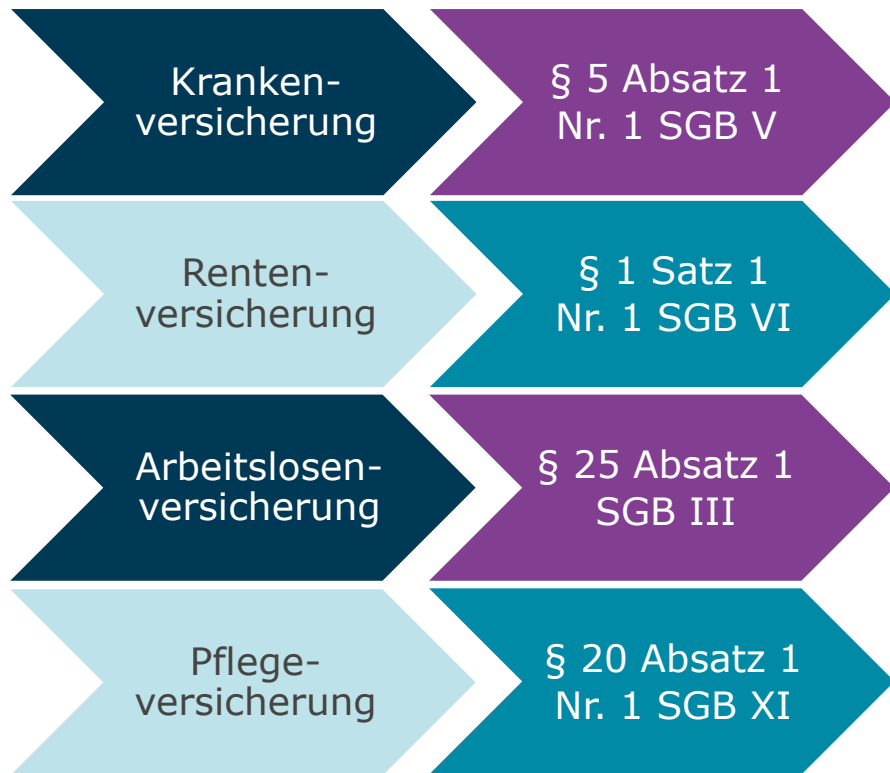 Kranken-
versicherung
§ 5 Absatz 1
Nr. 1 SGB V
Renten-
versicherung
§ 1 Satz 1
Nr. 1 SGB VI
Arbeitslosen-
versicherung
§ 25 Absatz 1
SGB III
Pflege-
versicherung
§ 20 Absatz 1
Nr. 1 SGB XI